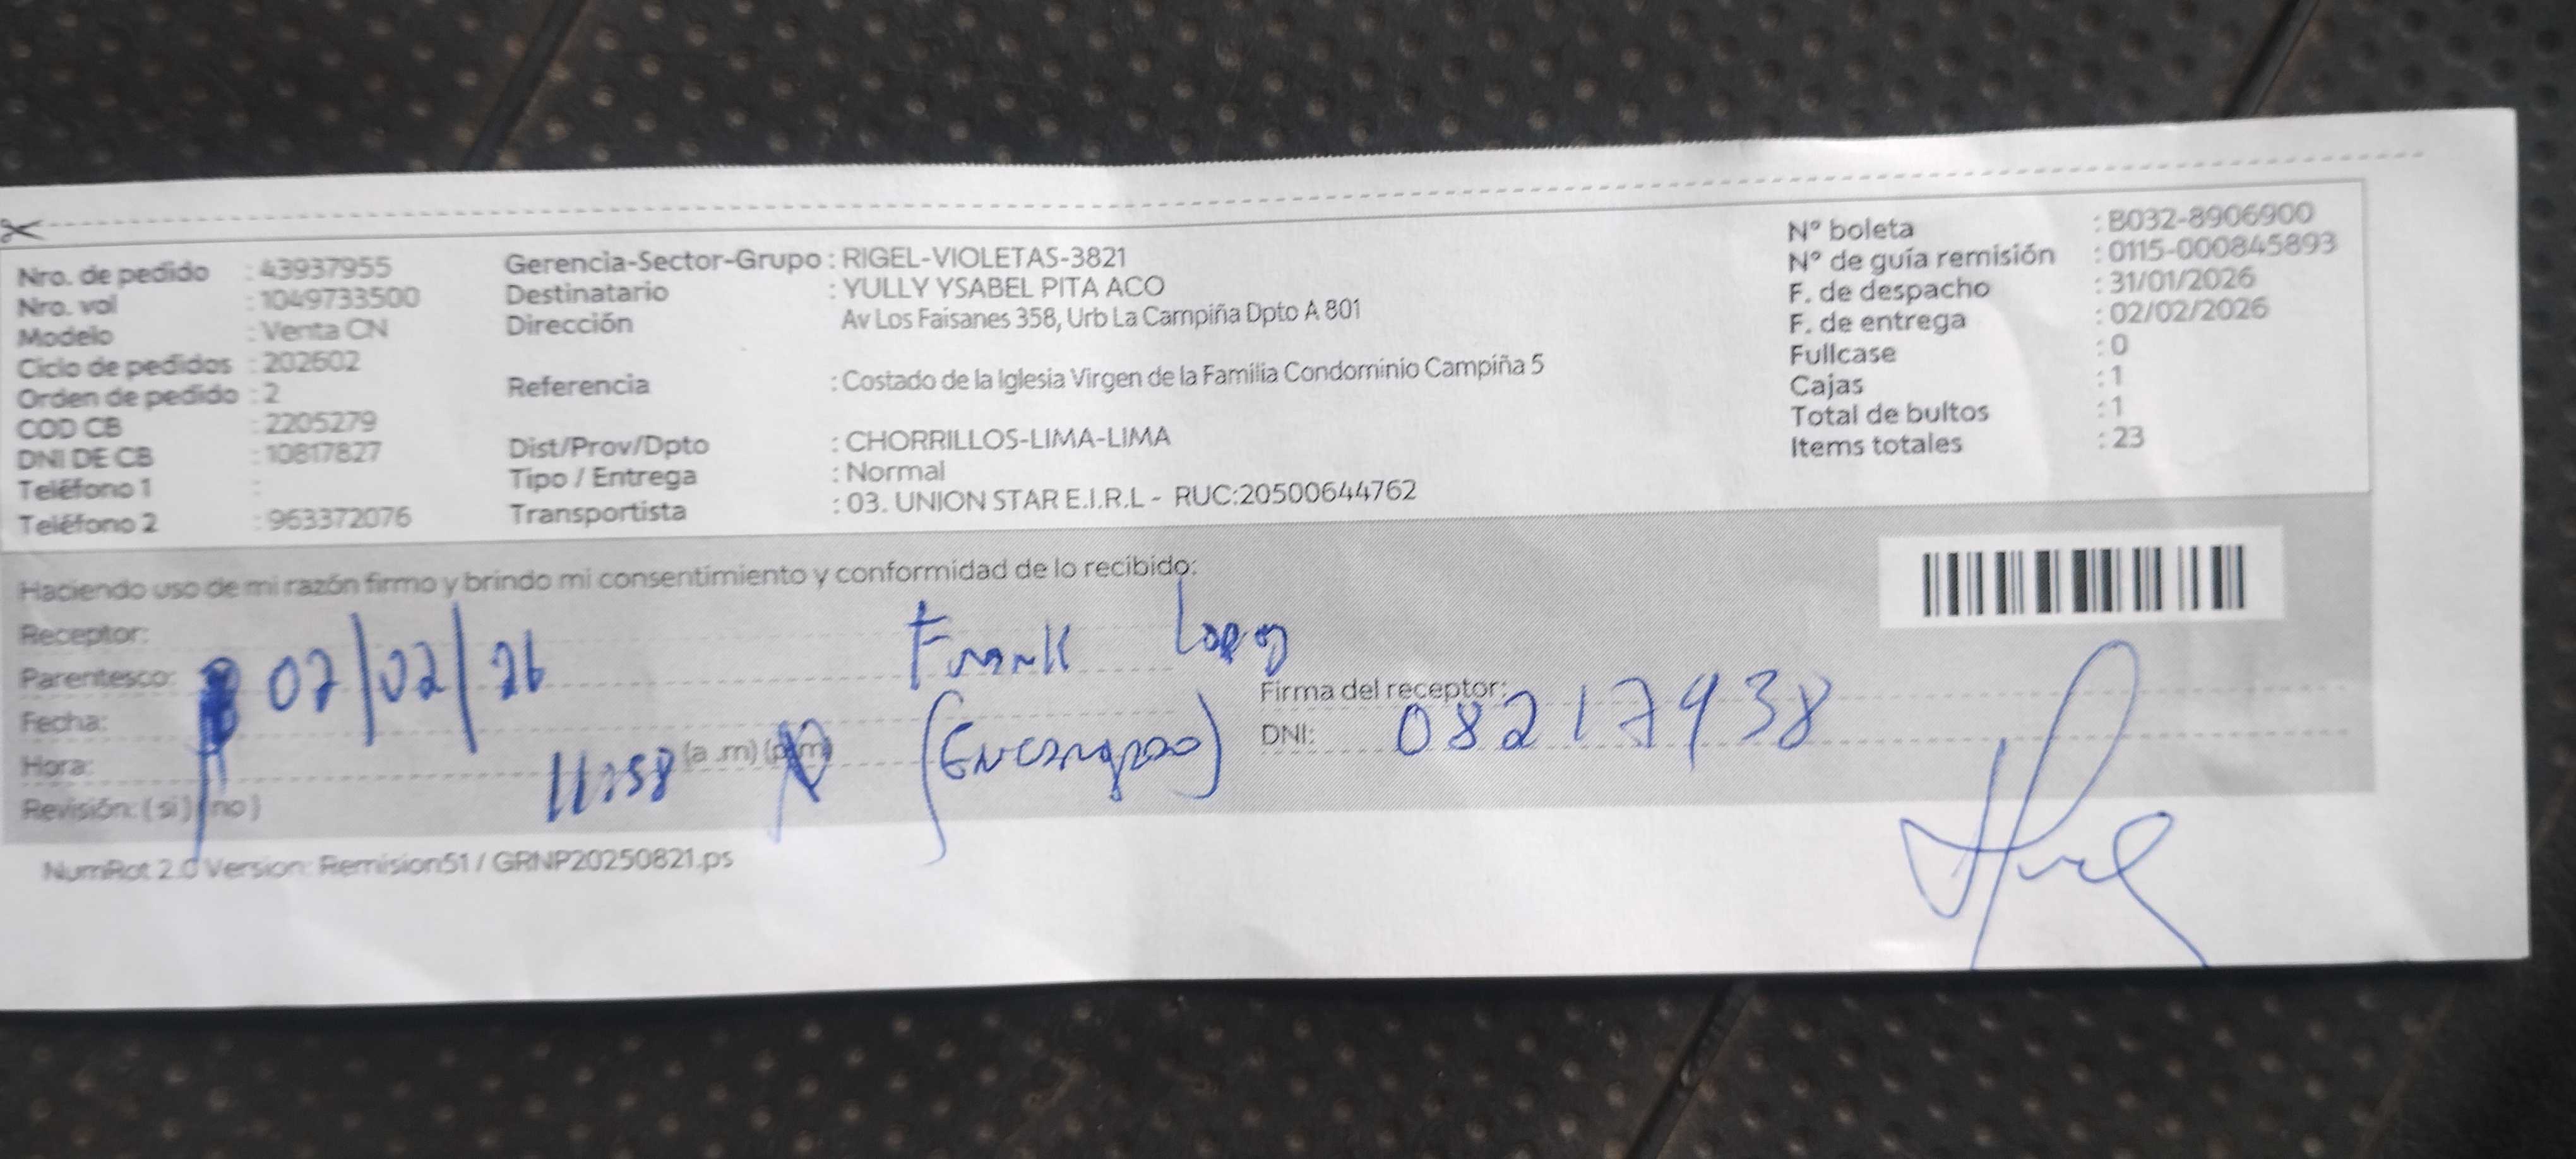 Nro. de pedido : 43937955
Nro. vol : 1049733500
Modelo : Venta CN
Ciclo de pedidos : 202602
Orden de pedido : 2
COD CB : 2205279
DNI DE CB : 10817827
Teléfono 1 :
Teléfono 2 : 963372076
Gerencia-Sector-Grupo : RIGEL-VIOLETAS-3821
Destinatario : YULLY YSABEL PITA ACO
Dirección Av Los Faisanes 358, Urb La Campiña Dpto A 801
Referencia : Costado de la Iglesia Virgen de la Familia Condominio Campiña 5
Dist/Prov/Dpto : CHORRILLOS-LIMA-LIMA
Tipo / Entrega : Normal
Transportista : 03. UNION STAR E.I.R.L - RUC:20500644762
Nº boleta : B032-8906900
Nº de guía remisión : 0115-000845893
F. de despacho : 31/01/2026
F. de entrega : 02/02/2026
Fullcase : 0
Cajas : 1
Total de bultos : 1
Items totales : 23
Haciendo uso de mi razón firmo y brindo mi consentimiento y conformidad de lo recibido:
Receptor: Frank Lopez
Parentesco: 02/02/26
Firma del receptor:
Fecha: (Encargado)
DNI: 08217938
Hora: 11:58 (a .m) (p.m)
Revisión: ( si ) ( no )
NumRot 2.0 Version: Remision51 / GRNP20250821.ps